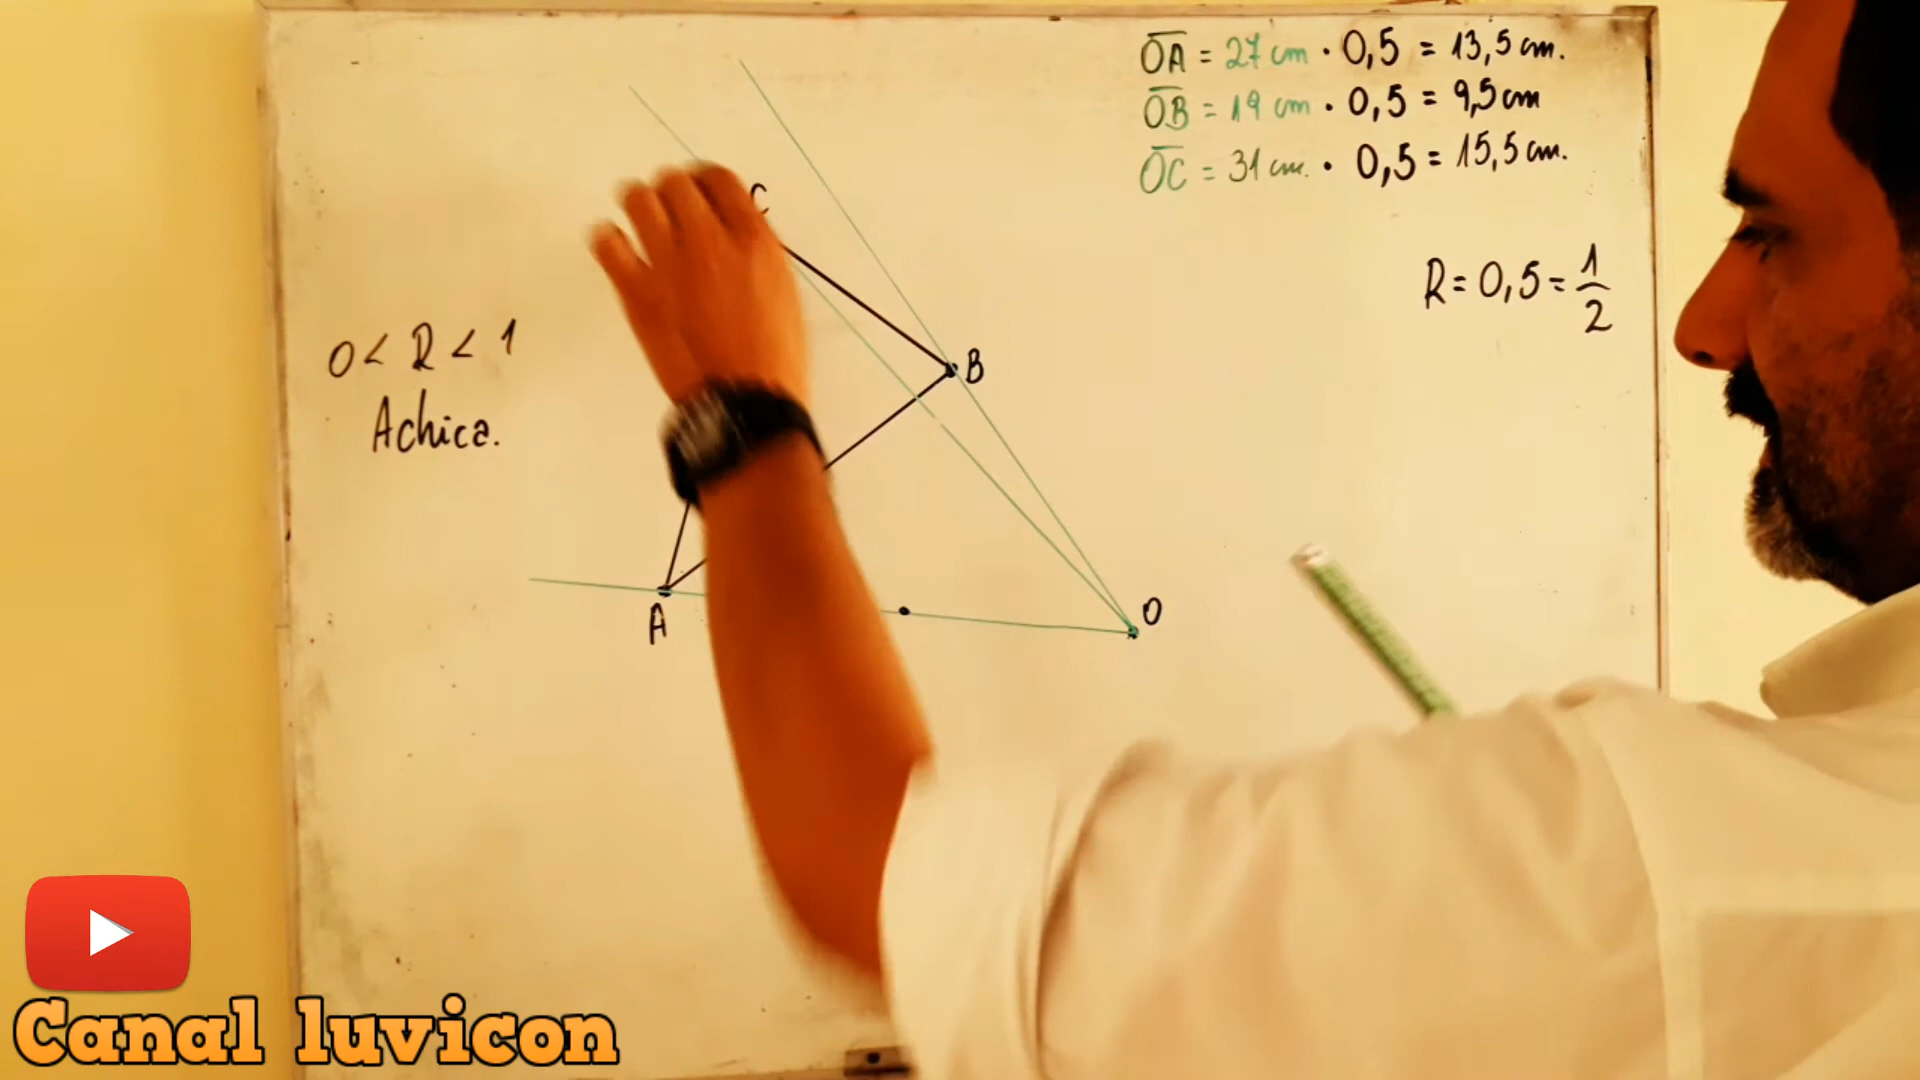 OA = 27 cm · 0,5 = 13,5 cm.
OB = 19 cm · 0,5 = 9,5 cm
OC = 31 cm. · 0,5 = 15,5 cm.
R = 0,5 = 1/2
0 < R < 1
Achica.
C
B
A
O
Canal luvicon